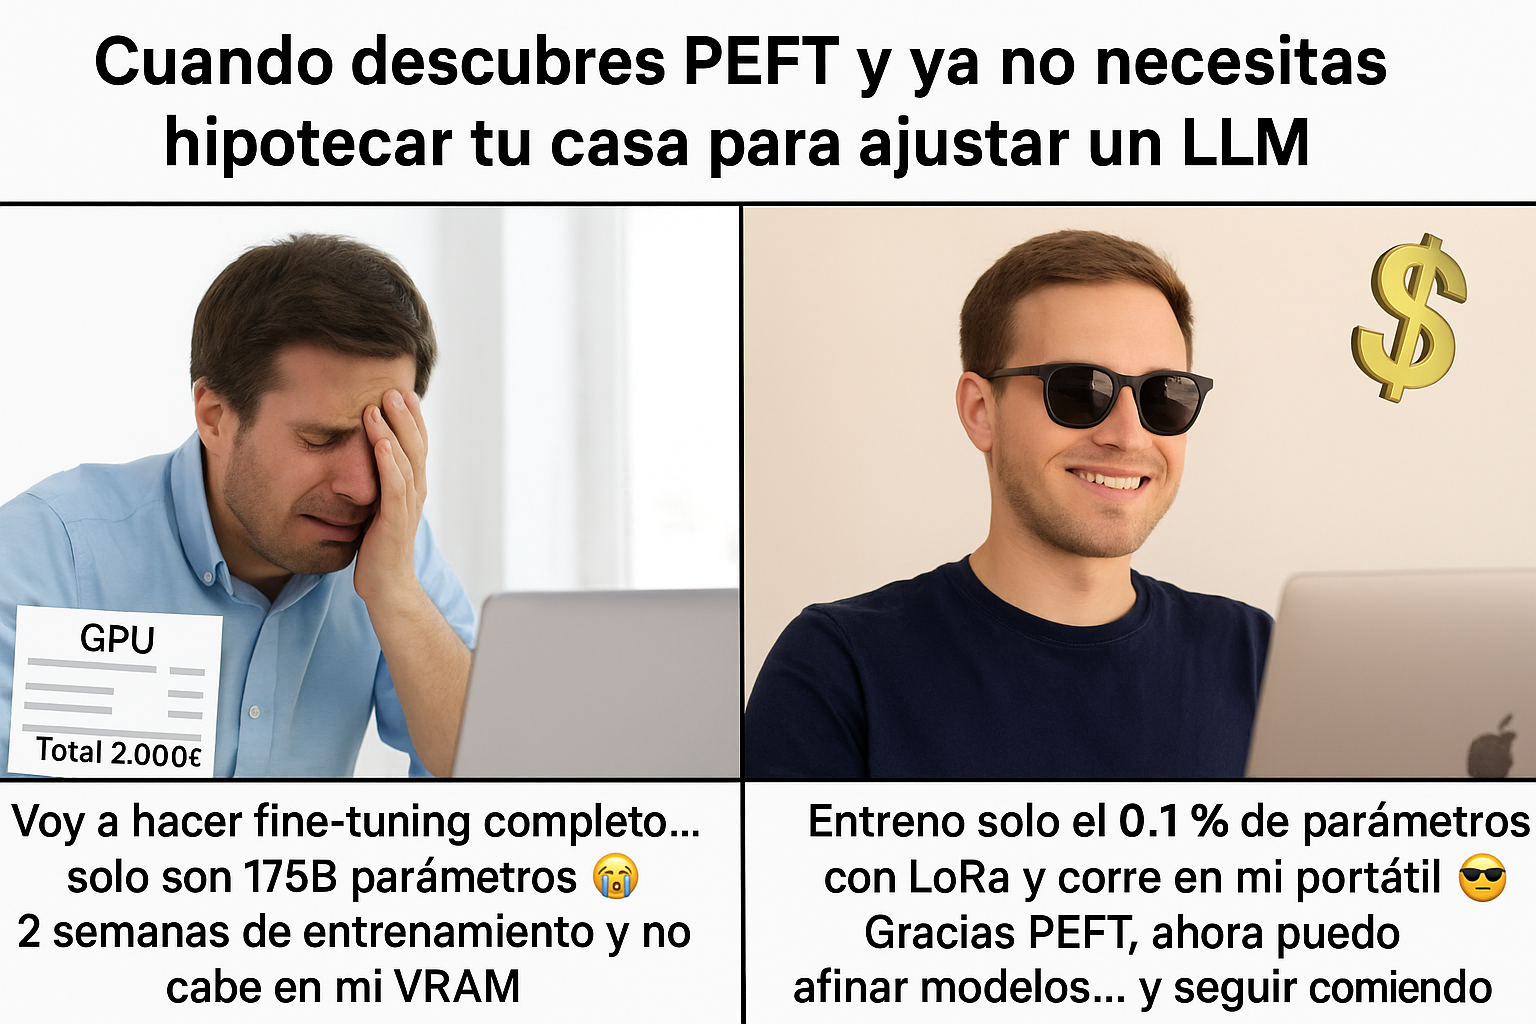 Cuando descubres PEFT y ya no necesitas
hipotecar tu casa para ajustar un LLM
GPU
Total 2.000€
Voy a hacer fine-tuning completo...
solo son 175B parámetros 😭
2 semanas de entrenamiento y no
cabe en mi VRAM
$
Entreno solo el 0.1 % de parámetros
con LoRa y corre en mi portátil 😎
Gracias PEFT, ahora puedo
afinar modelos... y seguir comiendo